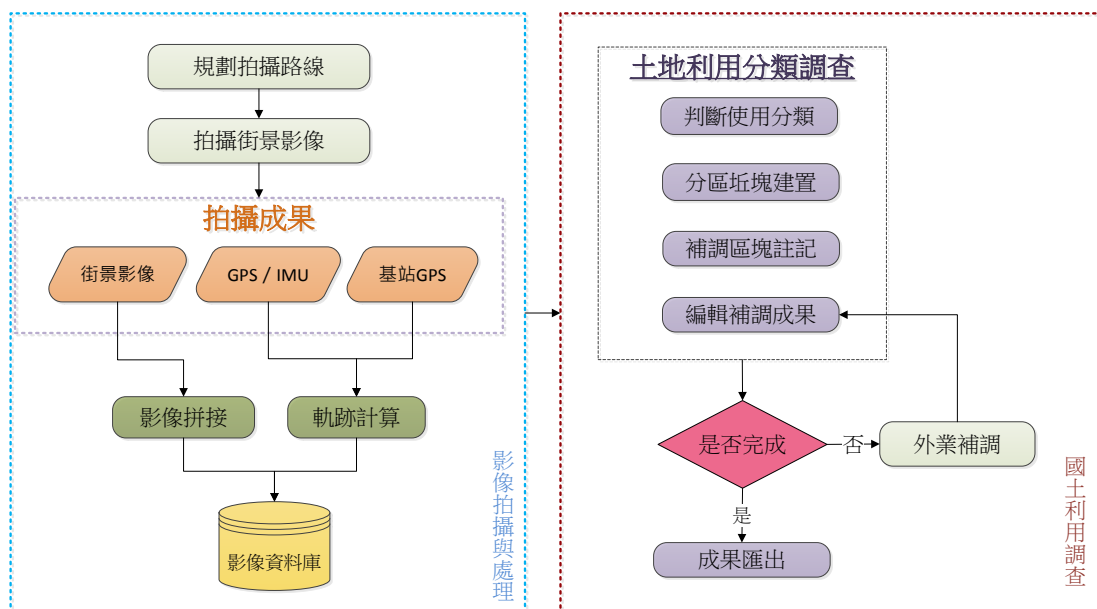 規劃拍攝路線
拍攝街景影像
拍攝成果
街景影像
GPS / IMU
基站GPS
影像拼接
軌跡計算
影像資料庫
影像拍攝與處理
土地利用分類調查
判斷使用分類
分區坵塊建置
補調區塊註記
編輯補調成果
是否完成
否
外業補調
是
成果匯出
國土利用調查